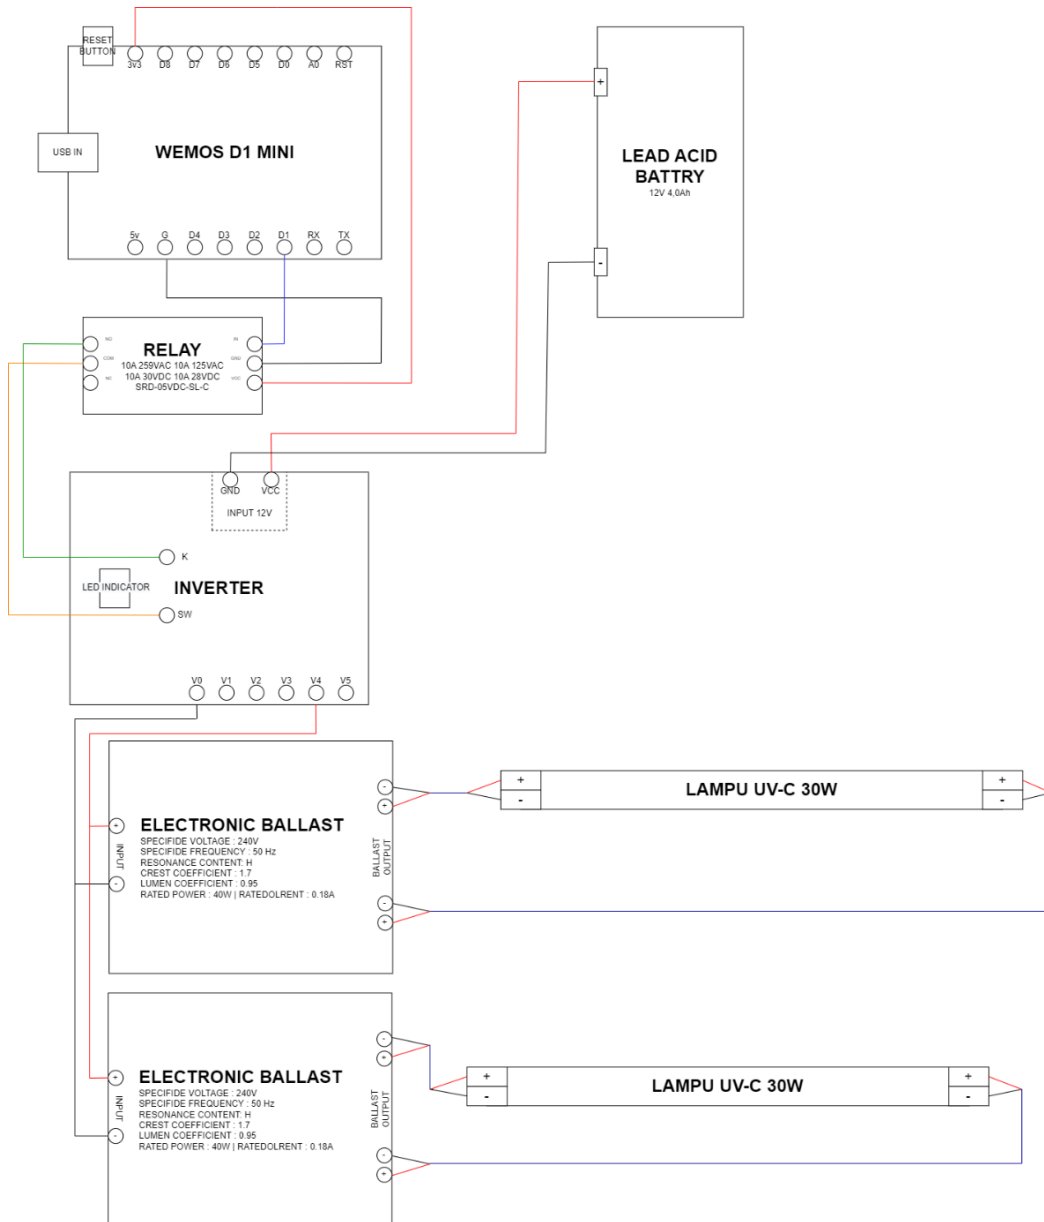 RESET
BUTTON
3v3 D8 D7 D6 D5 D0 A0 RST
USB IN
WEMOS D1 MINI
5v G D4 D3 D2 D1 RX TX
+
LEAD ACID
BATTRY
12V 4,0Ah
-
RELAY
10A 259VAC 10A 125VAC
10A 30VDC 10A 28VDC
SRD-05VDC-SL-C
NO
COM
NC
IN
GND
VCC
GND VCC
INPUT 12V
K
LED INDICATOR
INVERTER
SW
V0 V1 V2 V3 V4 V5
ELECTRONIC BALLAST
SPECIFIDE VOLTAGE : 240V
SPECIFIDE FREQUENCY : 50 Hz
RESONANCE CONTENT: H
CREST COEFFICIENT : 1.7
LUMEN COEFFICIENT : 0.95
RATED POWER : 40W | RATEDOLRENT : 0.18A
+
INPUT
-
-
+
BALLAST
OUTPUT
-
+
+
-
LAMPU UV-C 30W
+
-
ELECTRONIC BALLAST
SPECIFIDE VOLTAGE : 240V
SPECIFIDE FREQUENCY : 50 Hz
RESONANCE CONTENT: H
CREST COEFFICIENT : 1.7
LUMEN COEFFICIENT : 0.95
RATED POWER : 40W | RATEDOLRENT : 0.18A
+
INPUT
-
-
+
BALLAST
OUTPUT
-
+
+
-
LAMPU UV-C 30W
+
-